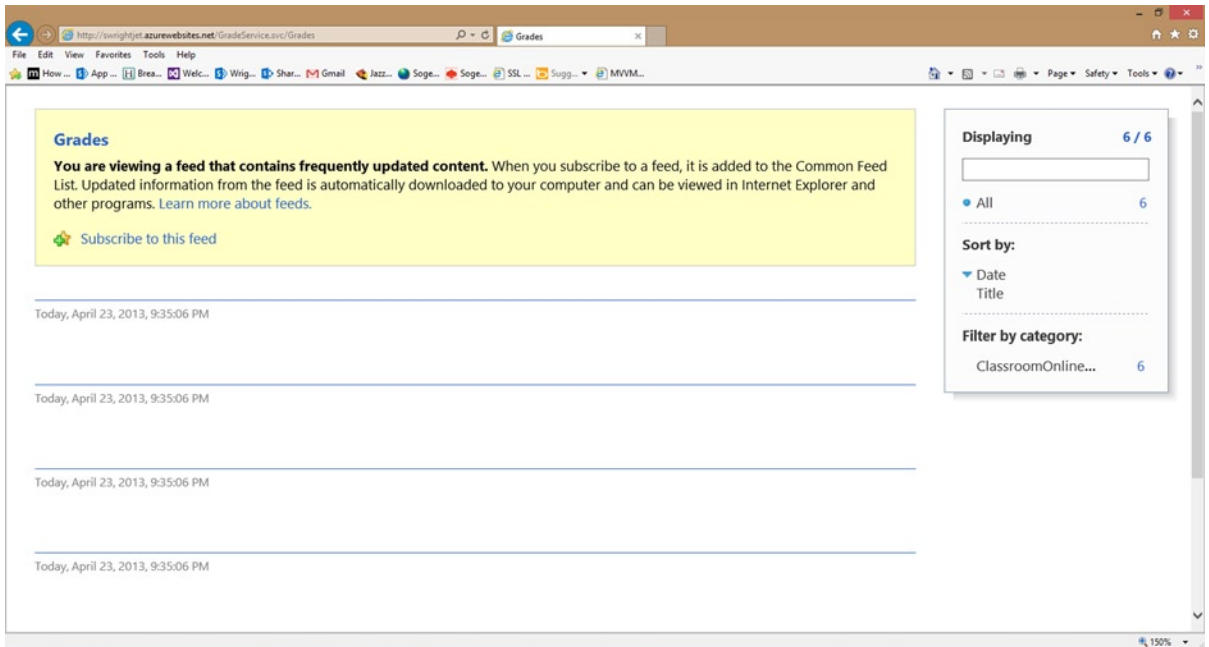 http://swrightjet.azurewebsites.net/GradeService.svc/Grades
Grades
File Edit View Favorites Tools Help
How ... App ... Brea... Welc... Wrig... Shar... Gmail Jazz... Soge... Soge... SSL ... Sugg... MVVM...
Page Safety Tools
Grades
You are viewing a feed that contains frequently updated content. When you subscribe to a feed, it is added to the Common Feed
List. Updated information from the feed is automatically downloaded to your computer and can be viewed in Internet Explorer and
other programs. Learn more about feeds.
Subscribe to this feed
Today, April 23, 2013, 9:35:06 PM
Today, April 23, 2013, 9:35:06 PM
Today, April 23, 2013, 9:35:06 PM
Today, April 23, 2013, 9:35:06 PM
Displaying 6 / 6
All 6
Sort by:
Date
Title
Filter by category:
ClassroomOnline... 6
150%